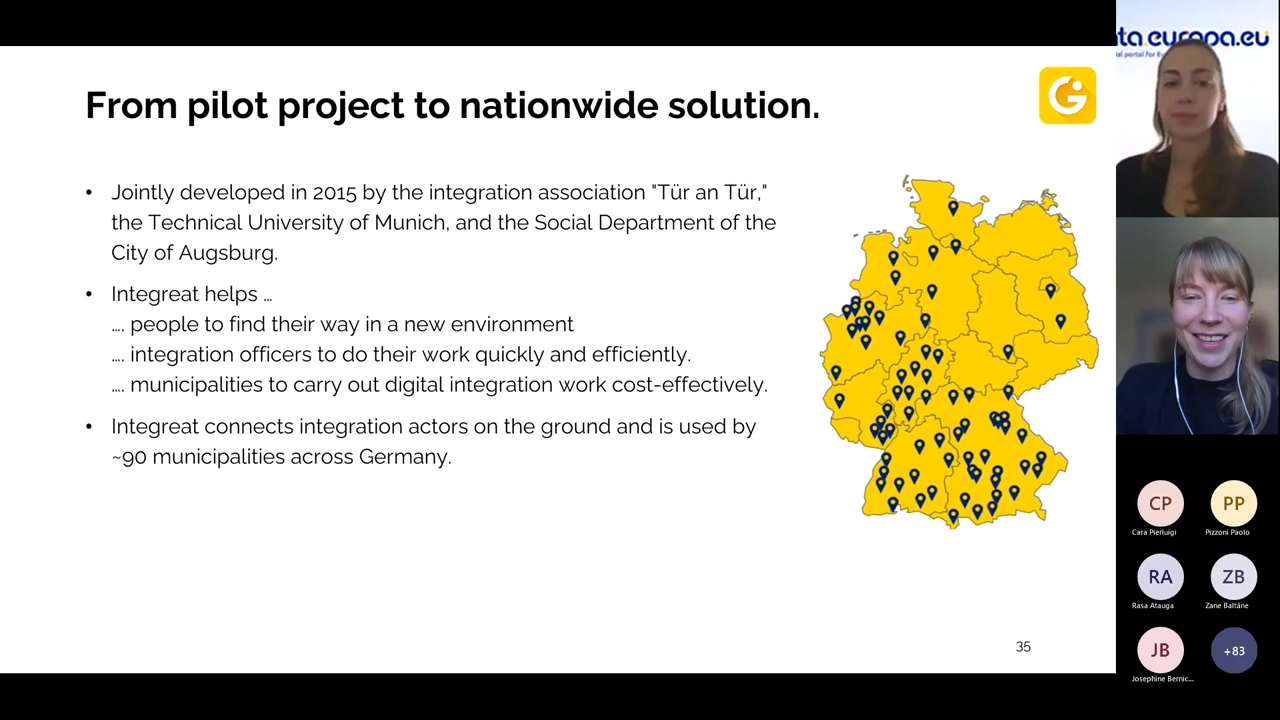 From pilot project to nationwide solution.
• Jointly developed in 2015 by the integration association "Tür an Tür,"
the Technical University of Munich, and the Social Department of the
City of Augsburg.
• Integreat helps …
…. people to find their way in a new environment
…. integration officers to do their work quickly and efficiently.
…. municipalities to carry out digital integration work cost-effectively.
• Integreat connects integration actors on the ground and is used by
~90 municipalities across Germany.
35
ta.europa.eu
ial portal for
CP
PP
Cara Pierluigi
Pizzoni Paolo
RA
ZB
Rasa Atauga
Zane Baltāne
JB
+83
Josephine Bernic...